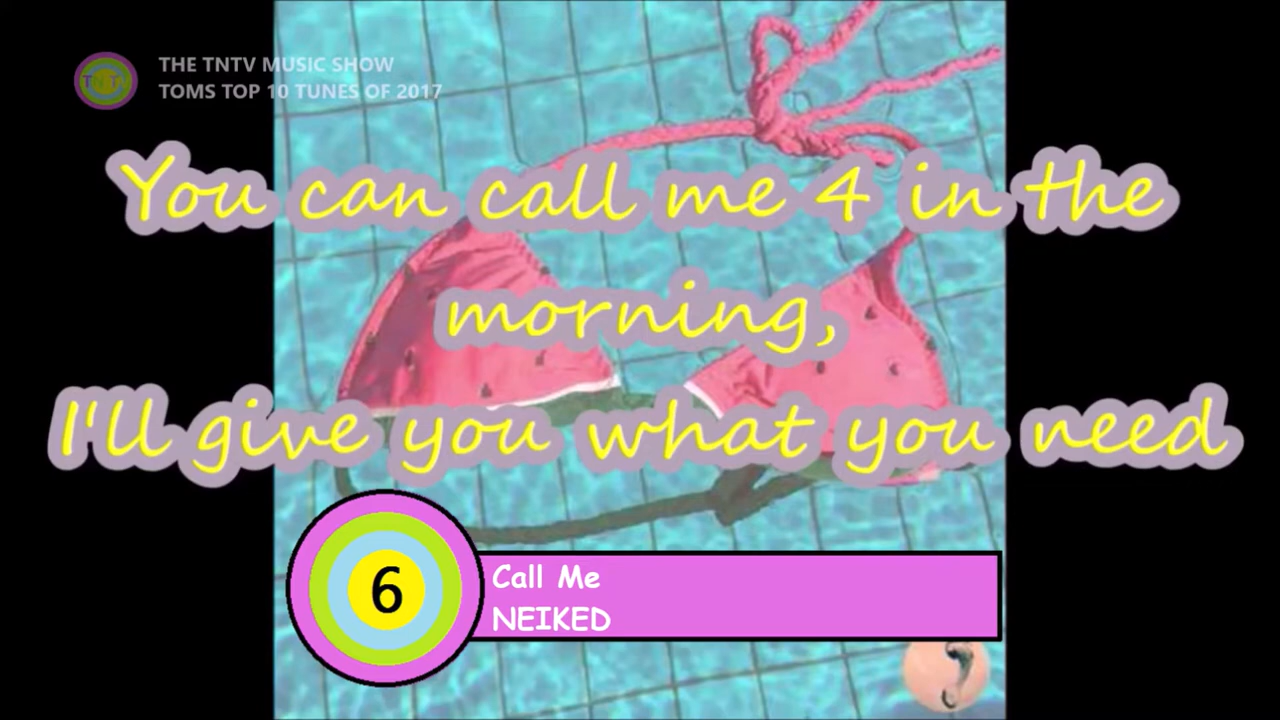 THE TNTV MUSIC SHOW
TOMS TOP 10 TUNES OF 2017
You can call me 4 in the
morning,
I'll give you what you need
6
Call Me
NEIKED